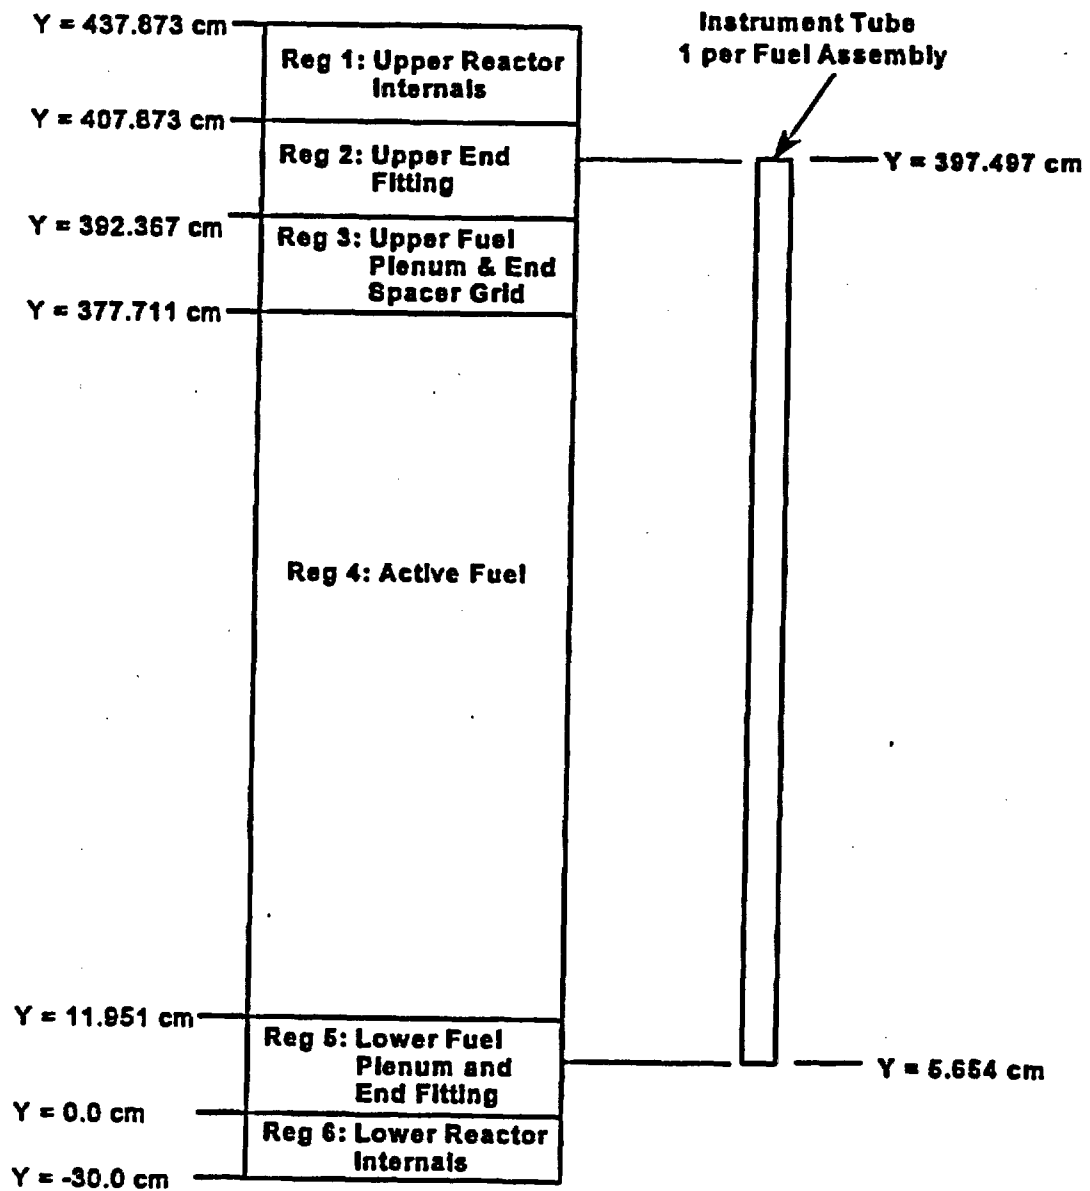 Y = 437.873 cm
Instrument Tube
1 per Fuel Assembly
Reg 1: Upper Reactor
Internals
Y = 407.873 cm
Reg 2: Upper End
Fitting
Y = 397.497 cm
Y = 392.367 cm
Reg 3: Upper Fuel
Plenum & End
Spacer Grid
Y = 377.711 cm
Reg 4: Active Fuel
Y = 11.951 cm
Reg 5: Lower Fuel
Plenum and
End Fitting
Y = 5.654 cm
Y = 0.0 cm
Reg 6: Lower Reactor
Internals
Y = -30.0 cm